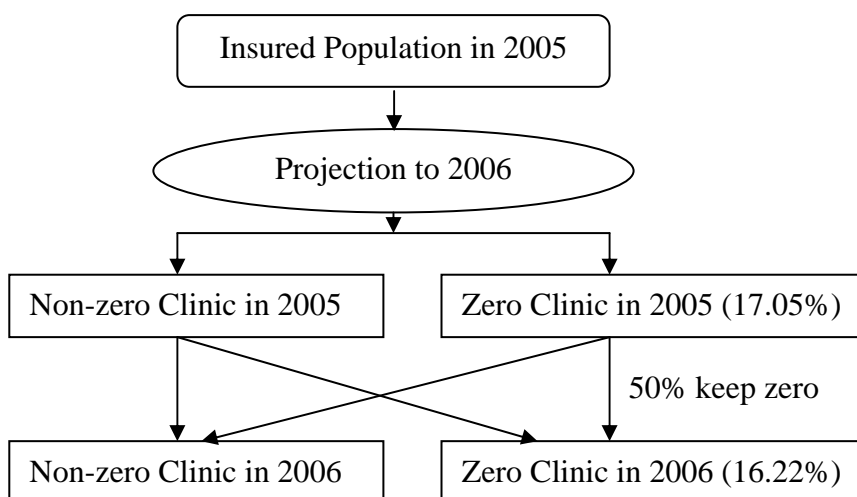 Insured Population in 2005
Projection to 2006
Non-zero Clinic in 2005
Zero Clinic in 2005 (17.05%)
50% keep zero
Non-zero Clinic in 2006
Zero Clinic in 2006 (16.22%)